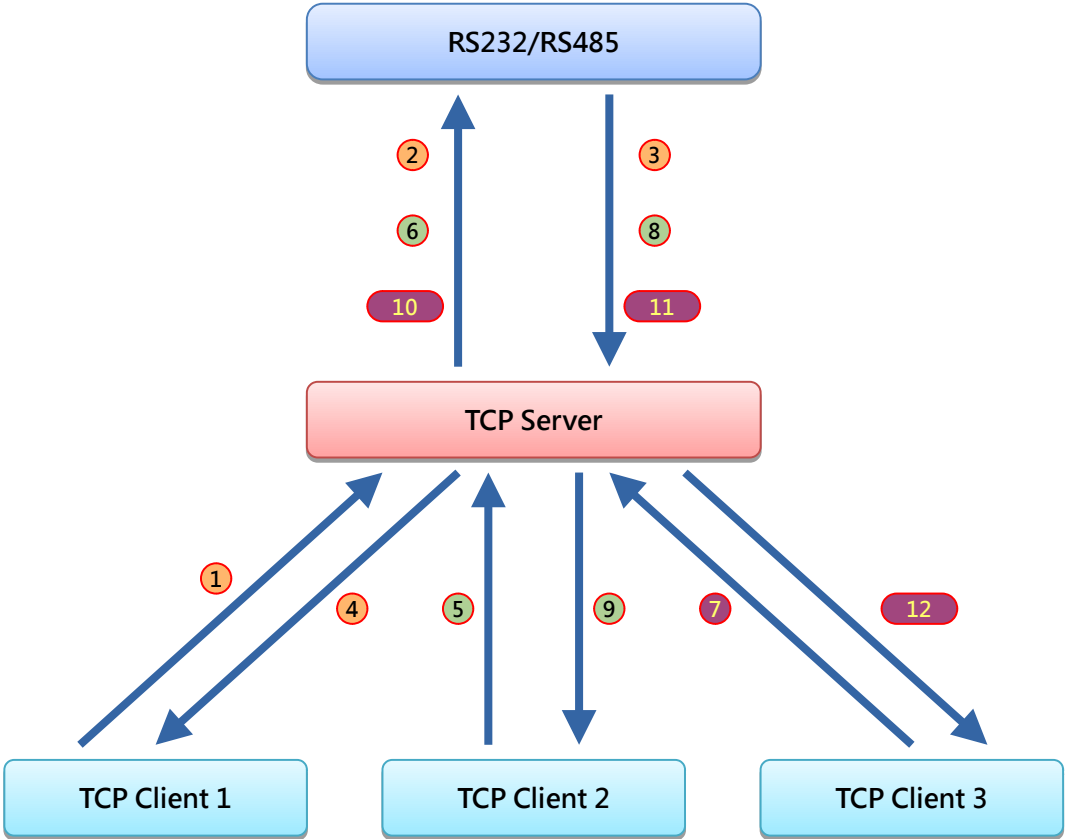 RS232/RS485
2
3
6
8
10
11
TCP Server
1
4
5
9
7
12
TCP Client 1
TCP Client 2
TCP Client 3